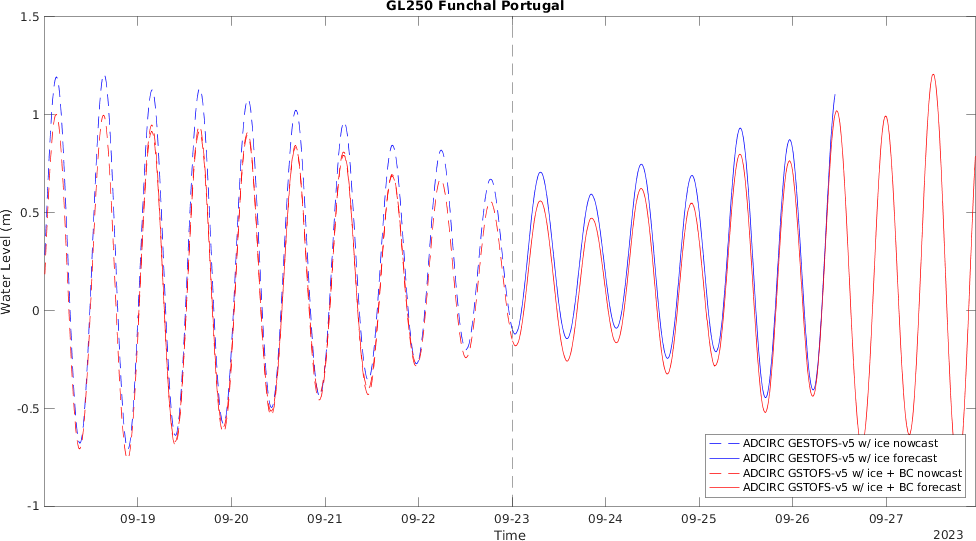 GL250 Funchal Portugal
1.5
1
0.5
0
-0.5
-1
Water Level (m)
09-19
09-20
09-21
09-22
09-23
09-24
09-25
09-26
09-27
Time
2023
ADCIRC GESTOFS-v5 w/ ice nowcast
ADCIRC GESTOFS-v5 w/ ice forecast
ADCIRC GSTOFS-v5 w/ ice + BC nowcast
ADCIRC GSTOFS-v5 w/ ice + BC forecast